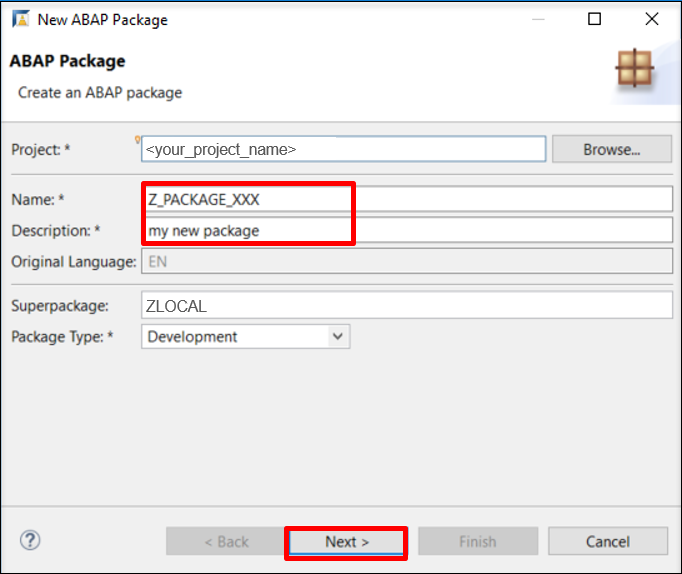 New ABAP Package
ABAP Package
Create an ABAP package
Project: * <your_project_name> Browse...
Name: * Z_PACKAGE_XXX
Description: * my new package
Original Language: EN
Superpackage: ZLOCAL
Package Type: * Development
? < Back Next > Finish Cancel